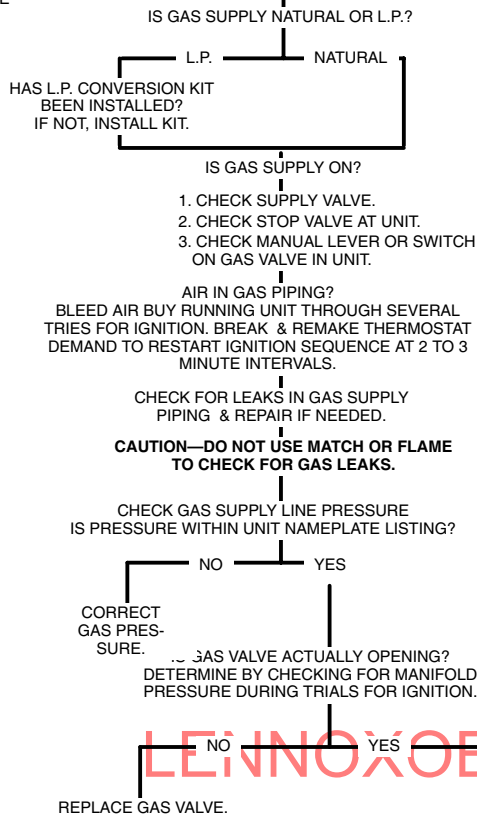 IS GAS SUPPLY NATURAL OR L.P.?
L.P.
NATURAL
HAS L.P. CONVERSION KIT
BEEN INSTALLED?
IF NOT, INSTALL KIT.
IS GAS SUPPLY ON?
1. CHECK SUPPLY VALVE.
2. CHECK STOP VALVE AT UNIT.
3. CHECK MANUAL LEVER OR SWITCH
ON GAS VALVE IN UNIT.
AIR IN GAS PIPING?
BLEED AIR BUY RUNNING UNIT THROUGH SEVERAL
TRIES FOR IGNITION. BREAK & REMAKE THERMOSTAT
DEMAND TO RESTART IGNITION SEQUENCE AT 2 TO 3
MINUTE INTERVALS.
CHECK FOR LEAKS IN GAS SUPPLY
PIPING & REPAIR IF NEEDED.
CAUTION—DO NOT USE MATCH OR FLAME
TO CHECK FOR GAS LEAKS.
CHECK GAS SUPPLY LINE PRESSURE
IS PRESSURE WITHIN UNIT NAMEPLATE LISTING?
NO
YES
CORRECT
GAS PRES-
SURE.
IS GAS VALVE ACTUALLY OPENING?
DETERMINE BY CHECKING FOR MANIFOLD
PRESSURE DURING TRIALS FOR IGNITION.
NO
YES
LENNOXOE
REPLACE GAS VALVE.